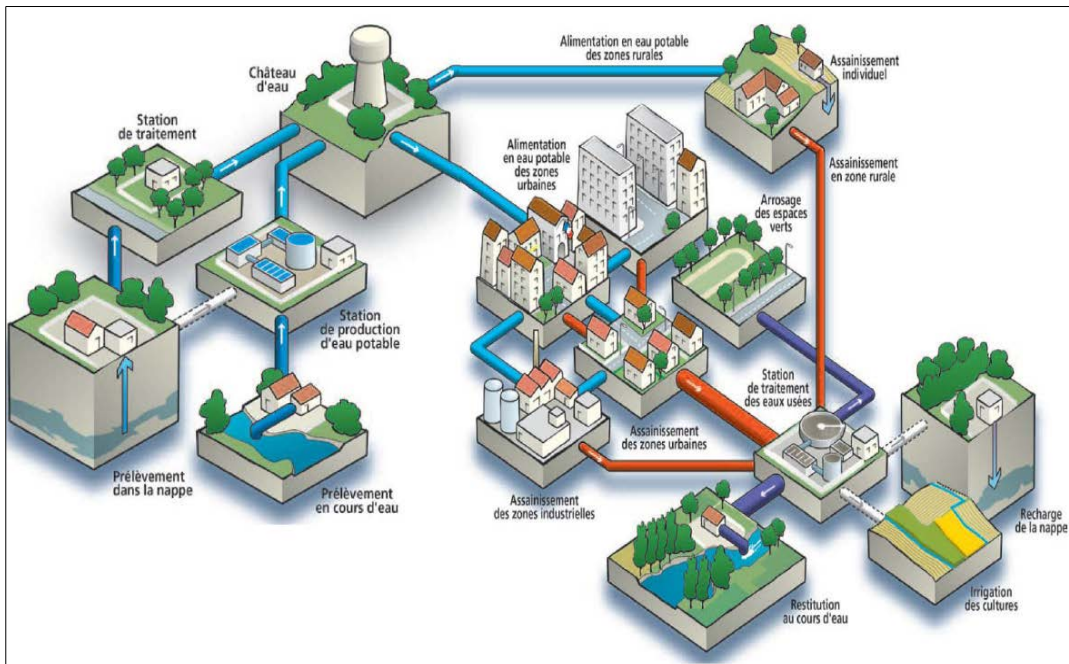 Alimentation en eau potable
des zones rurales
Assainissement
individuel
Château
d'eau
Station
de traitement
Alimentation
en eau potable
des zones
urbaines
Assainissement
en zone rurale
Arrosage
des espaces
verts
Station
de production
d'eau potable
Station
de traitement
des eaux usées
Assainissement
des zones urbaines
Prélèvement
dans la nappe
Prélèvement
en cours d'eau
Assainissement
des zones industrielles
Recharge
de la nappe
Irrigation
des cultures
Restitution
au cours d'eau